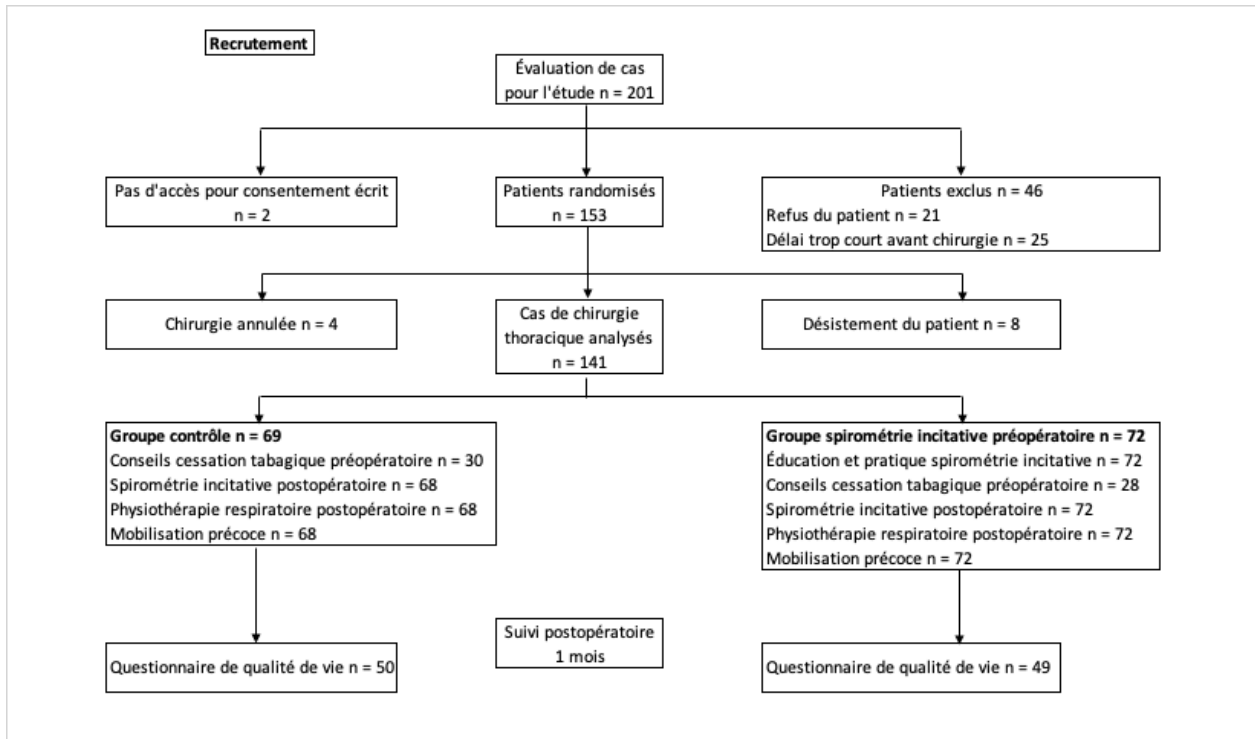 Recrutement
Évaluation de cas
pour l'étude n = 201
Pas d'accès pour consentement écrit
n = 2
Patients randomisés
n = 153
Patients exclus n = 46
Refus du patient n = 21
Délai trop court avant chirurgie n = 25
Chirurgie annulée n = 4
Cas de chirurgie
thoracique analysés
n = 141
Désistement du patient n = 8
Groupe contrôle n = 69
Conseils cessation tabagique préopératoire n = 30
Spirométrie incitative postopératoire n = 68
Physiothérapie respiratoire postopératoire n = 68
Mobilisation précoce n = 68
Groupe spirométrie incitative préopératoire n = 72
Éducation et pratique spirométrie incitative n = 72
Conseils cessation tabagique préopératoire n = 28
Spirométrie incitative postopératoire n = 72
Physiothérapie respiratoire postopératoire n = 72
Mobilisation précoce n = 72
Questionnaire de qualité de vie n = 50
Suivi postopératoire
1 mois
Questionnaire de qualité de vie n = 49